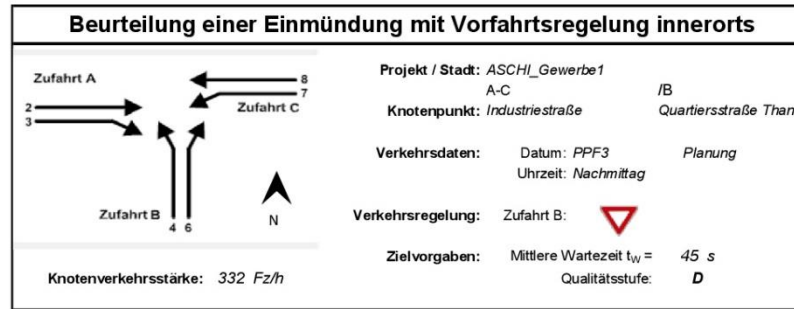 Beurteilung einer Einmündung mit Vorfahrtsregelung innerorts
Zufahrt A
8
7
Zufahrt C
2
3
Zufahrt B
4 6
N
Knotenverkehrsstärke: 332 Fz/h
Projekt / Stadt: ASCHI_Gewerbe1
A-C /B
Knotenpunkt: Industriestraße Quartiersstraße Than
Verkehrsdaten: Datum: PPF3 Planung
Uhrzeit: Nachmittag
Verkehrsregelung: Zufahrt B:
Zielvorgaben: Mittlere Wartezeit tW = 45 s
Qualitätsstufe: D